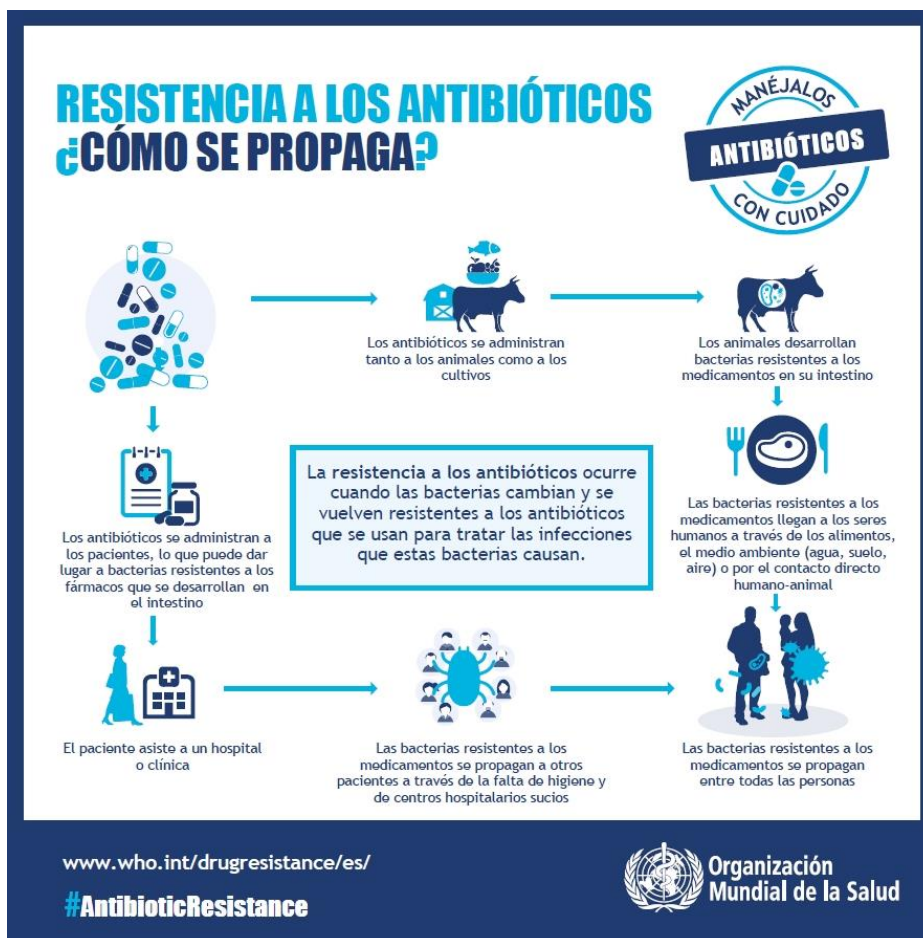 RESISTENCIA A LOS ANTIBIÓTICOS
¿CÓMO SE PROPAGA?
MANÉJALOS
ANTIBIÓTICOS
CON CUIDADO
Los antibióticos se administran
tanto a los animales como a los
cultivos
Los animales desarrollan
bacterias resistentes a los
medicamentos en su intestino
Los antibióticos se administran a
los pacientes, lo que puede dar
lugar a bacterias resistentes a los
fármacos que se desarrollan en
el intestino
La resistencia a los antibióticos ocurre
cuando las bacterias cambian y se
vuelven resistentes a los antibióticos
que se usan para tratar las infecciones
que estas bacterias causan.
Las bacterias resistentes a los
medicamentos llegan a los seres
humanos a través de los alimentos,
el medio ambiente (agua, suelo,
aire) o por el contacto directo
humano-animal
El paciente asiste a un hospital
o clínica
Las bacterias resistentes a los
medicamentos se propagan a otros
pacientes a través de la falta de higiene y
de centros hospitalarios sucios
Las bacterias resistentes a los
medicamentos se propagan
entre todas las personas
www.who.int/drugresistance/es/
#AntibioticResistance
Organización
Mundial de la Salud